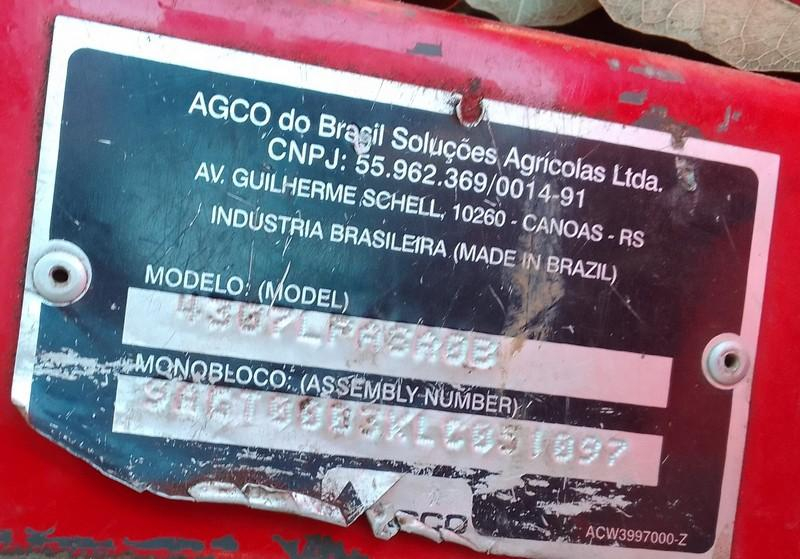 AGCO do Brasil Soluções Agrícolas Ltda.
CNPJ: 55.962.369/0014-91
AV. GUILHERME SCHELL, 10260 - CANOAS - RS
INDÚSTRIA BRASILEIRA (MADE IN BRAZIL)
MODELO: (MODEL)
MONOBLOCO: (ASSEMBLY NUMBER)
ACW3997000-Z